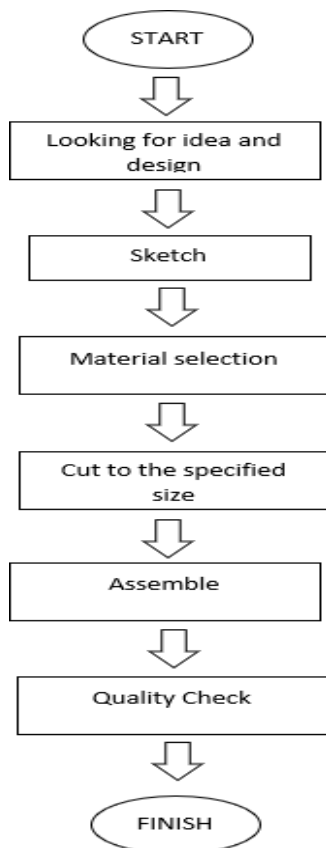 START
Looking for idea and
design
Sketch
Material selection
Cut to the specified
size
Assemble
Quality Check
FINISH